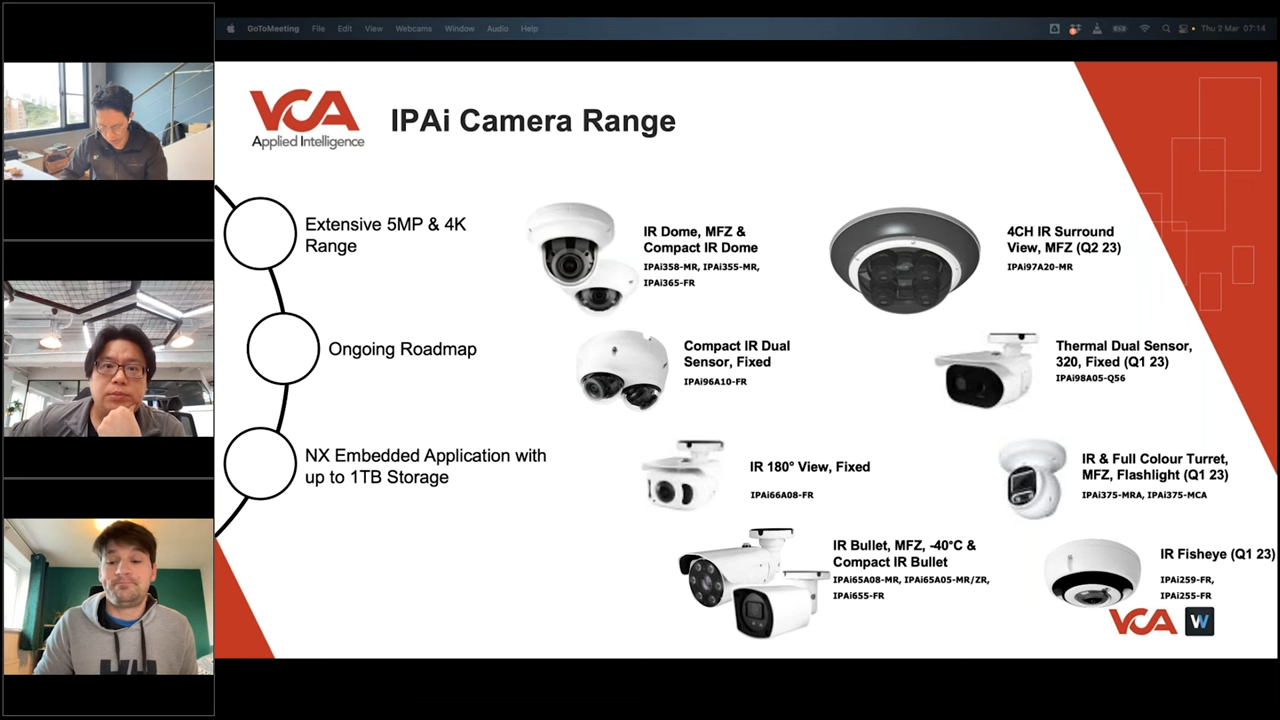 GoToMeeting File Edit View Webcams Window Audio Help
Thu 2 Mar 07:14
VCA
Applied Intelligence
IPAi Camera Range
Extensive 5MP & 4K
Range
Ongoing Roadmap
NX Embedded Application with
up to 1TB Storage
IR Dome, MFZ &
Compact IR Dome
IPAi358-MR, IPAi355-MR,
IPAi365-FR
4CH IR Surround
View, MFZ (Q2 23)
IPAi97A20-MR
Compact IR Dual
Sensor, Fixed
IPAi96A10-FR
Thermal Dual Sensor,
320, Fixed (Q1 23)
IPAi98A05-Q56
IR 180° View, Fixed
IPAi66A08-FR
IR & Full Colour Turret,
MFZ, Flashlight (Q1 23)
IPAi375-MRA, IPAi375-MCA
IR Bullet, MFZ, -40°C &
Compact IR Bullet
IPAi65A08-MR, IPAi65A05-MR/ZR,
IPAi655-FR
IR Fisheye (Q1 23)
IPAi259-FR,
IPAi255-FR
VCA W
HH